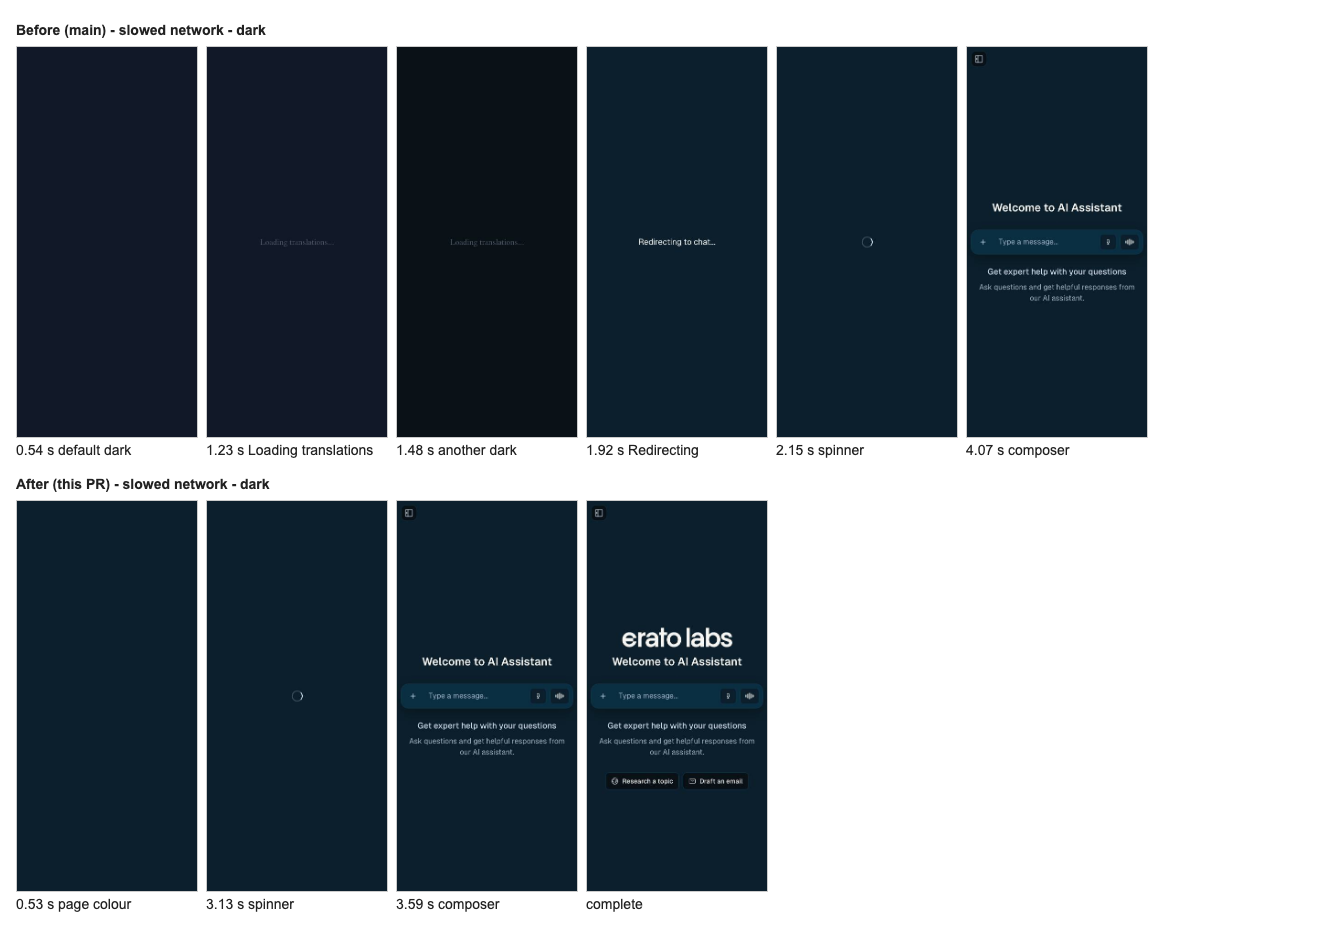 Before (main) - slowed network - dark
Loading translations...
Loading translations...
Redirecting to chat...
Welcome to AI Assistant
Type a message...
Get expert help with your questions
Ask questions and get helpful responses from
our AI assistant.
0.54 s default dark
1.23 s Loading translations
1.48 s another dark
1.92 s Redirecting
2.15 s spinner
4.07 s composer
After (this PR) - slowed network - dark
Welcome to AI Assistant
Type a message...
Get expert help with your questions
Ask questions and get helpful responses from
our AI assistant.
erato labs
Welcome to AI Assistant
Type a message...
Get expert help with your questions
Ask questions and get helpful responses from
our AI assistant.
Research a topic
Draft an email
0.53 s page colour
3.13 s spinner
3.59 s composer
complete